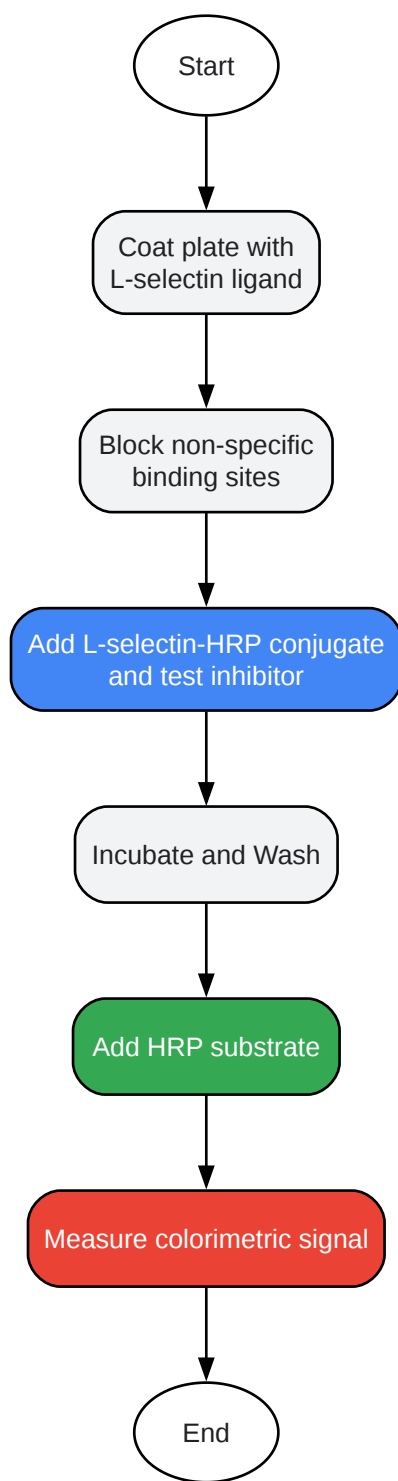 Start
Coat plate with
L-selectin ligand
Block non-specific
binding sites
Add L-selectin-HRP conjugate
and test inhibitor
Incubate and Wash
Add HRP substrate
Measure colorimetric signal
End